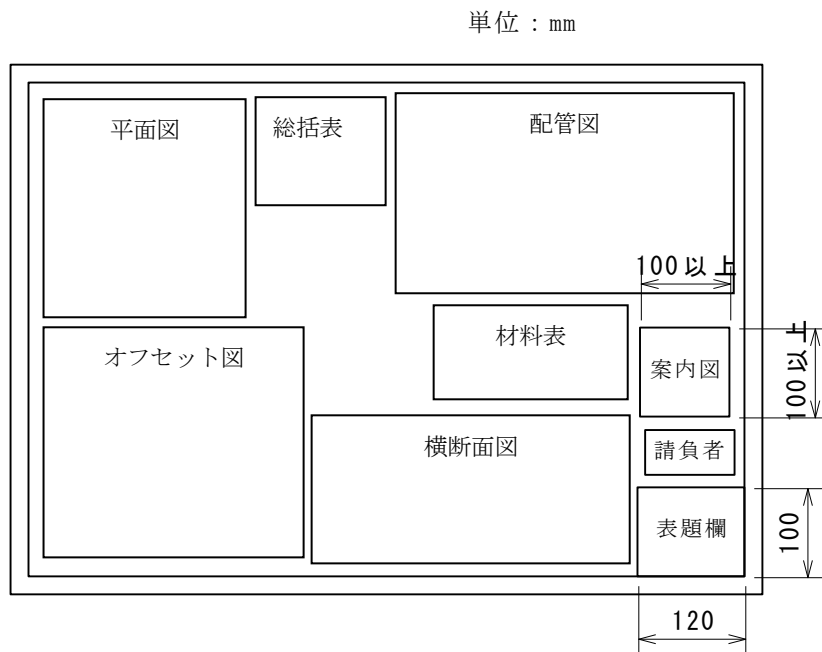 単位：mm
平面図
総括表
配管図
100以上
材料表
100以上
オフセット図
案内図
横断面図
請負者
表題欄
100
120